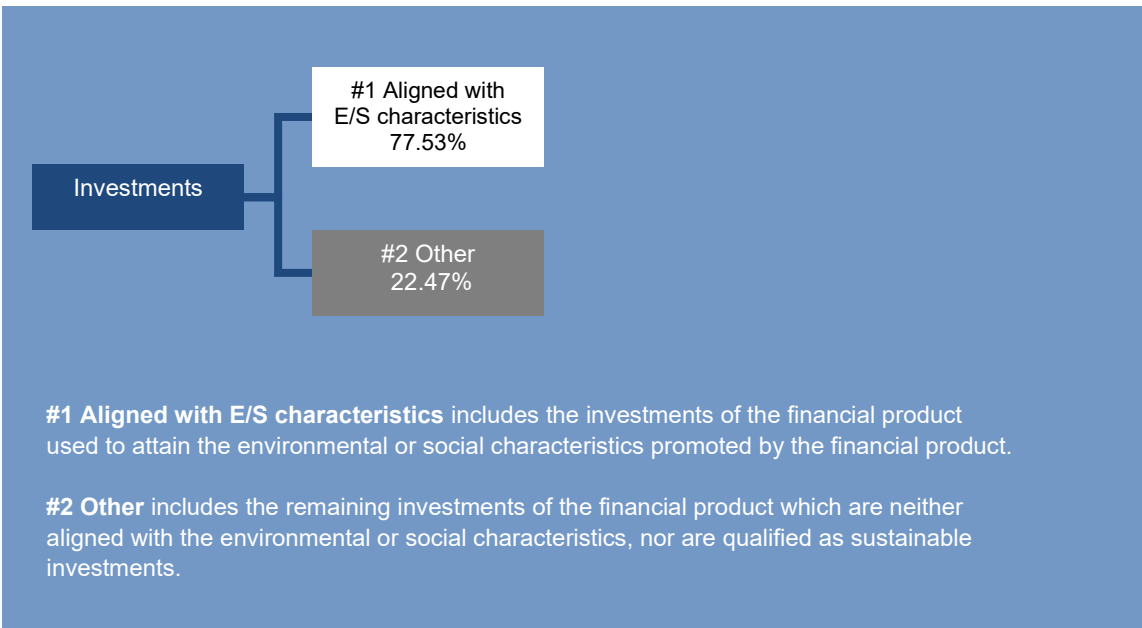 #1 Aligned with
E/S characteristics
77.53%
Investments
#2 Other
22.47%
#1 Aligned with E/S characteristics includes the investments of the financial product
used to attain the environmental or social characteristics promoted by the financial product.
#2 Other includes the remaining investments of the financial product which are neither
aligned with the environmental or social characteristics, nor are qualified as sustainable
investments.